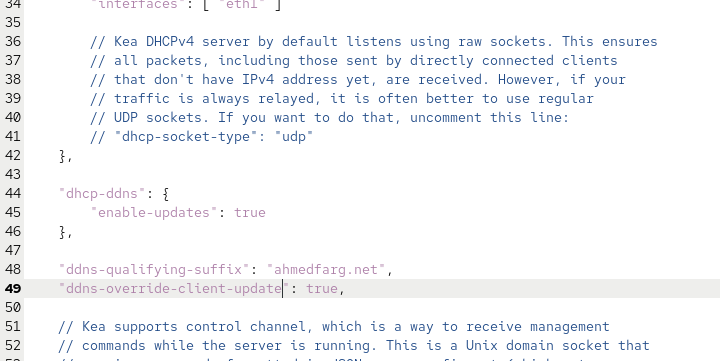 34 "interfaces": [ "eth1" ]
35
36 // Kea DHCPv4 server by default listens using raw sockets. This ensures
37 // all packets, including those sent by directly connected clients
38 // that don't have IPv4 address yet, are received. However, if your
39 // traffic is always relayed, it is often better to use regular
40 // UDP sockets. If you want to do that, uncomment this line:
41 // "dhcp-socket-type": "udp"
42 },
43
44 "dhcp-ddns": {
45 "enable-updates": true
46 },
47
48 "ddns-qualifying-suffix": "ahmedfarg.net",
49 "ddns-override-client-update": true,
50
51 // Kea supports control channel, which is a way to receive management
52 // commands while the server is running. This is a Unix domain socket that